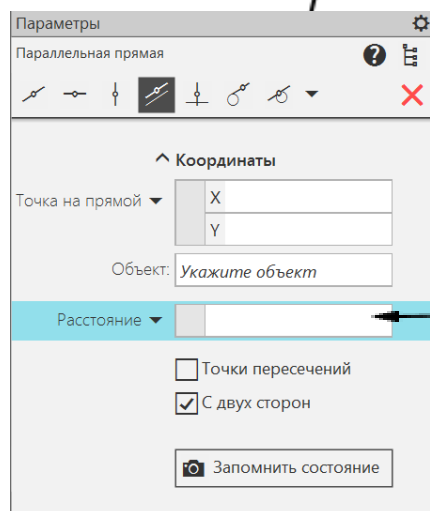 Параметры
Параллельная прямая
?
Координаты
Точка на прямой X
Y
Объект: Укажите объект
Расстояние
Точки пересечений
С двух сторон
Запомнить состояние